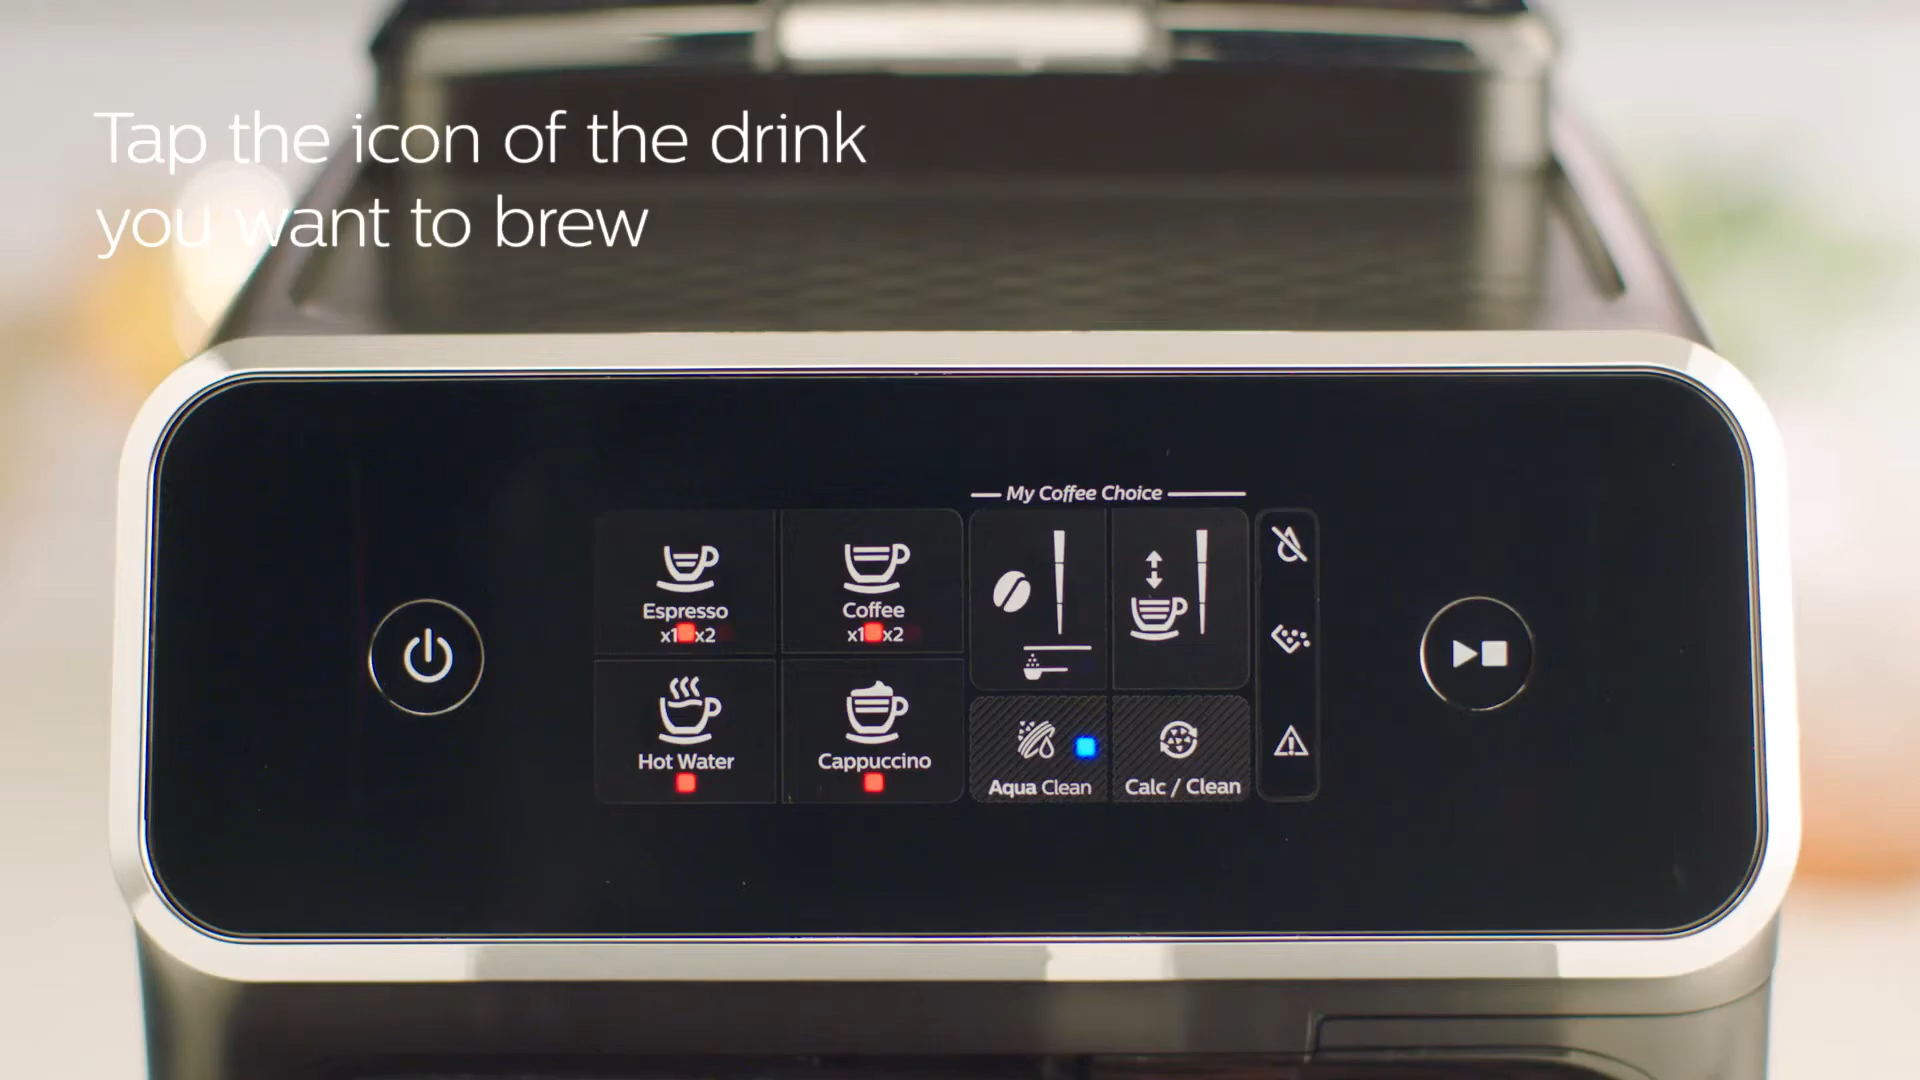 Tap the icon of the drink
you want to brew
My Coffee Choice
Espresso
x1 x2
Coffee
x1 x2
Hot Water
Cappuccino
Aqua Clean
Calc / Clean